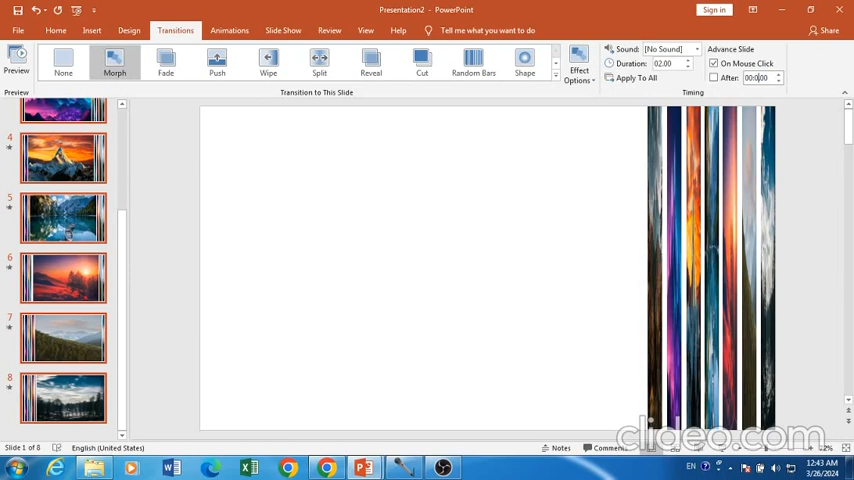 Presentation2 - PowerPoint
Sign in
File
Home
Insert
Design
Transitions
Animations
Slide Show
Review
View
Help
Tell me what you want to do
Share
Preview
None
Morph
Fade
Push
Wipe
Split
Reveal
Cut
Random Bars
Shape
Effect
Options
Sound: [No Sound]
Duration: 02.00
Apply To All
Advance Slide
On Mouse Click
After: 00:0.00
Preview
Transition to This Slide
Timing
4
5
6
7
8
Slide 1 of 8
English (United States)
Notes
Comments
clideo.com
EN
12:43 AM
3/26/2024